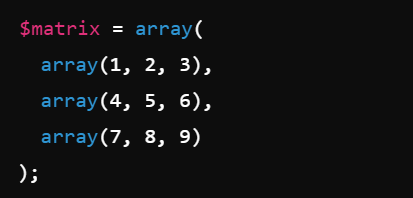 $matrix = array(
  array(1, 2, 3),
  array(4, 5, 6),
  array(7, 8, 9)
);